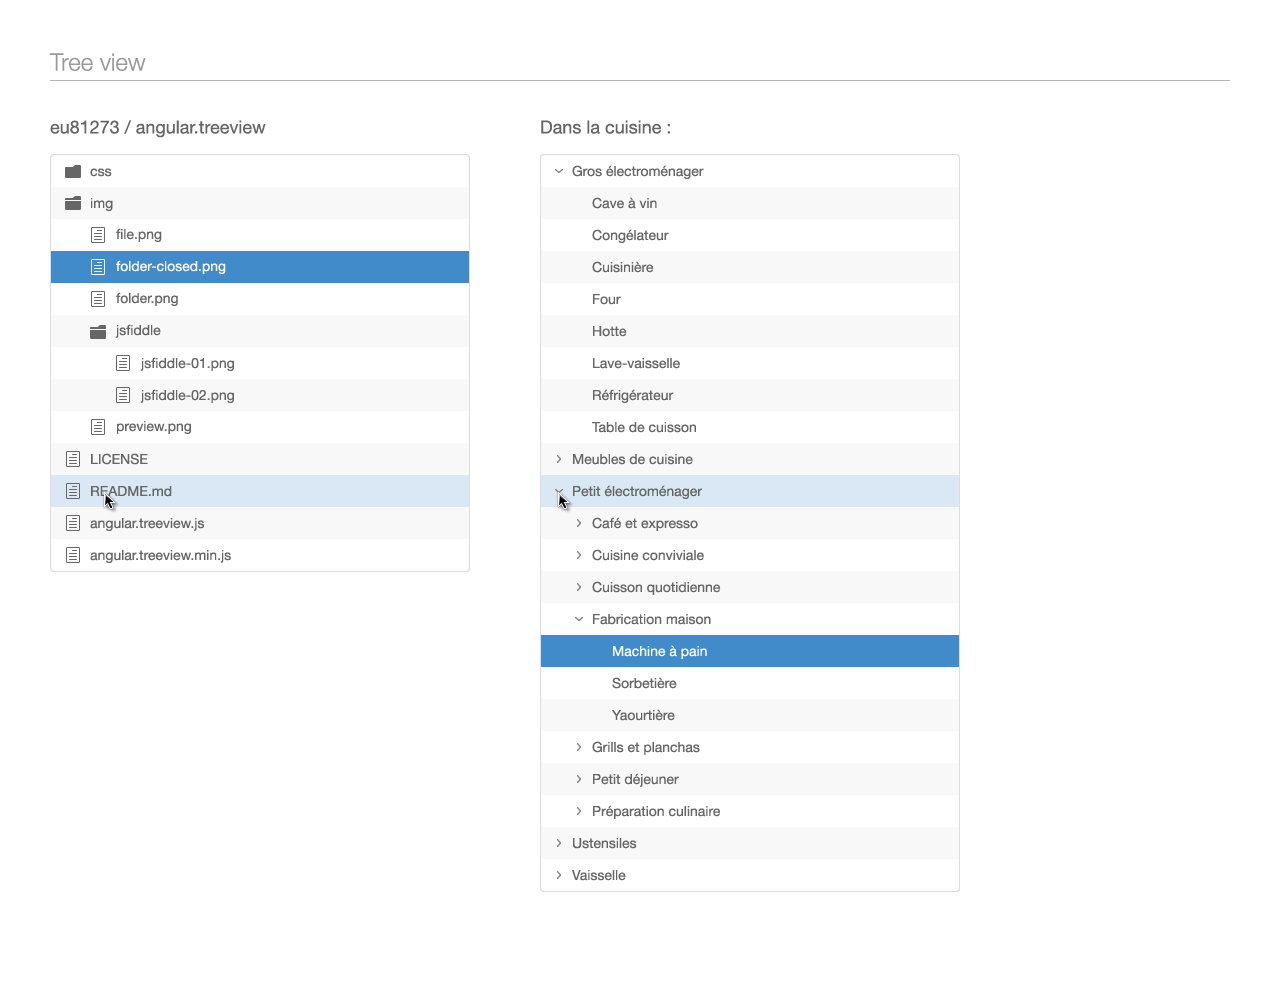 Tree view
eu81273 / angular.treeview
css
img
file.png
folder-closed.png
folder.png
jsfiddle
jsfiddle-01.png
jsfiddle-02.png
preview.png
LICENSE
README.md
angular.treeview.js
angular.treeview.min.js
Dans la cuisine :
Gros électroménager
Cave à vin
Congélateur
Cuisinière
Four
Hotte
Lave-vaisselle
Réfrigérateur
Table de cuisson
Meubles de cuisine
Petit électroménager
Café et expresso
Cuisine conviviale
Cuisson quotidienne
Fabrication maison
Machine à pain
Sorbetière
Yaourtière
Grills et planchas
Petit déjeuner
Préparation culinaire
Ustensiles
Vaisselle